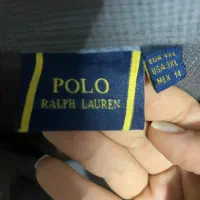 POLO
RALPH LAUREN
EUR XXL
USA 3XL
MEX 14